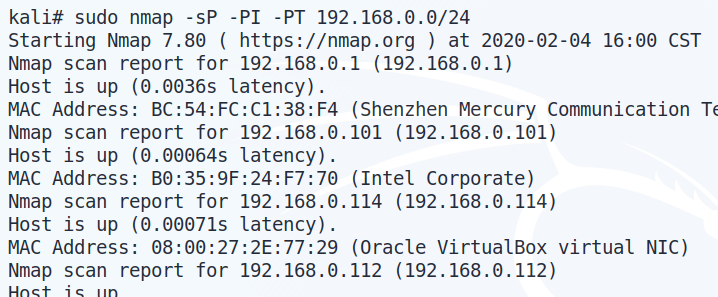 kali# sudo nmap -sP -PI -PT 192.168.0.0/24
Starting Nmap 7.80 ( https://nmap.org ) at 2020-02-04 16:00 CST
Nmap scan report for 192.168.0.1 (192.168.0.1)
Host is up (0.0036s latency).
MAC Address: BC:54:FC:C1:38:F4 (Shenzhen Mercury Communication Te
Nmap scan report for 192.168.0.101 (192.168.0.101)
Host is up (0.00064s latency).
MAC Address: B0:35:9F:24:F7:70 (Intel Corporate)
Nmap scan report for 192.168.0.114 (192.168.0.114)
Host is up (0.00071s latency).
MAC Address: 08:00:27:2E:77:29 (Oracle VirtualBox virtual NIC)
Nmap scan report for 192.168.0.112 (192.168.0.112)
Host is up